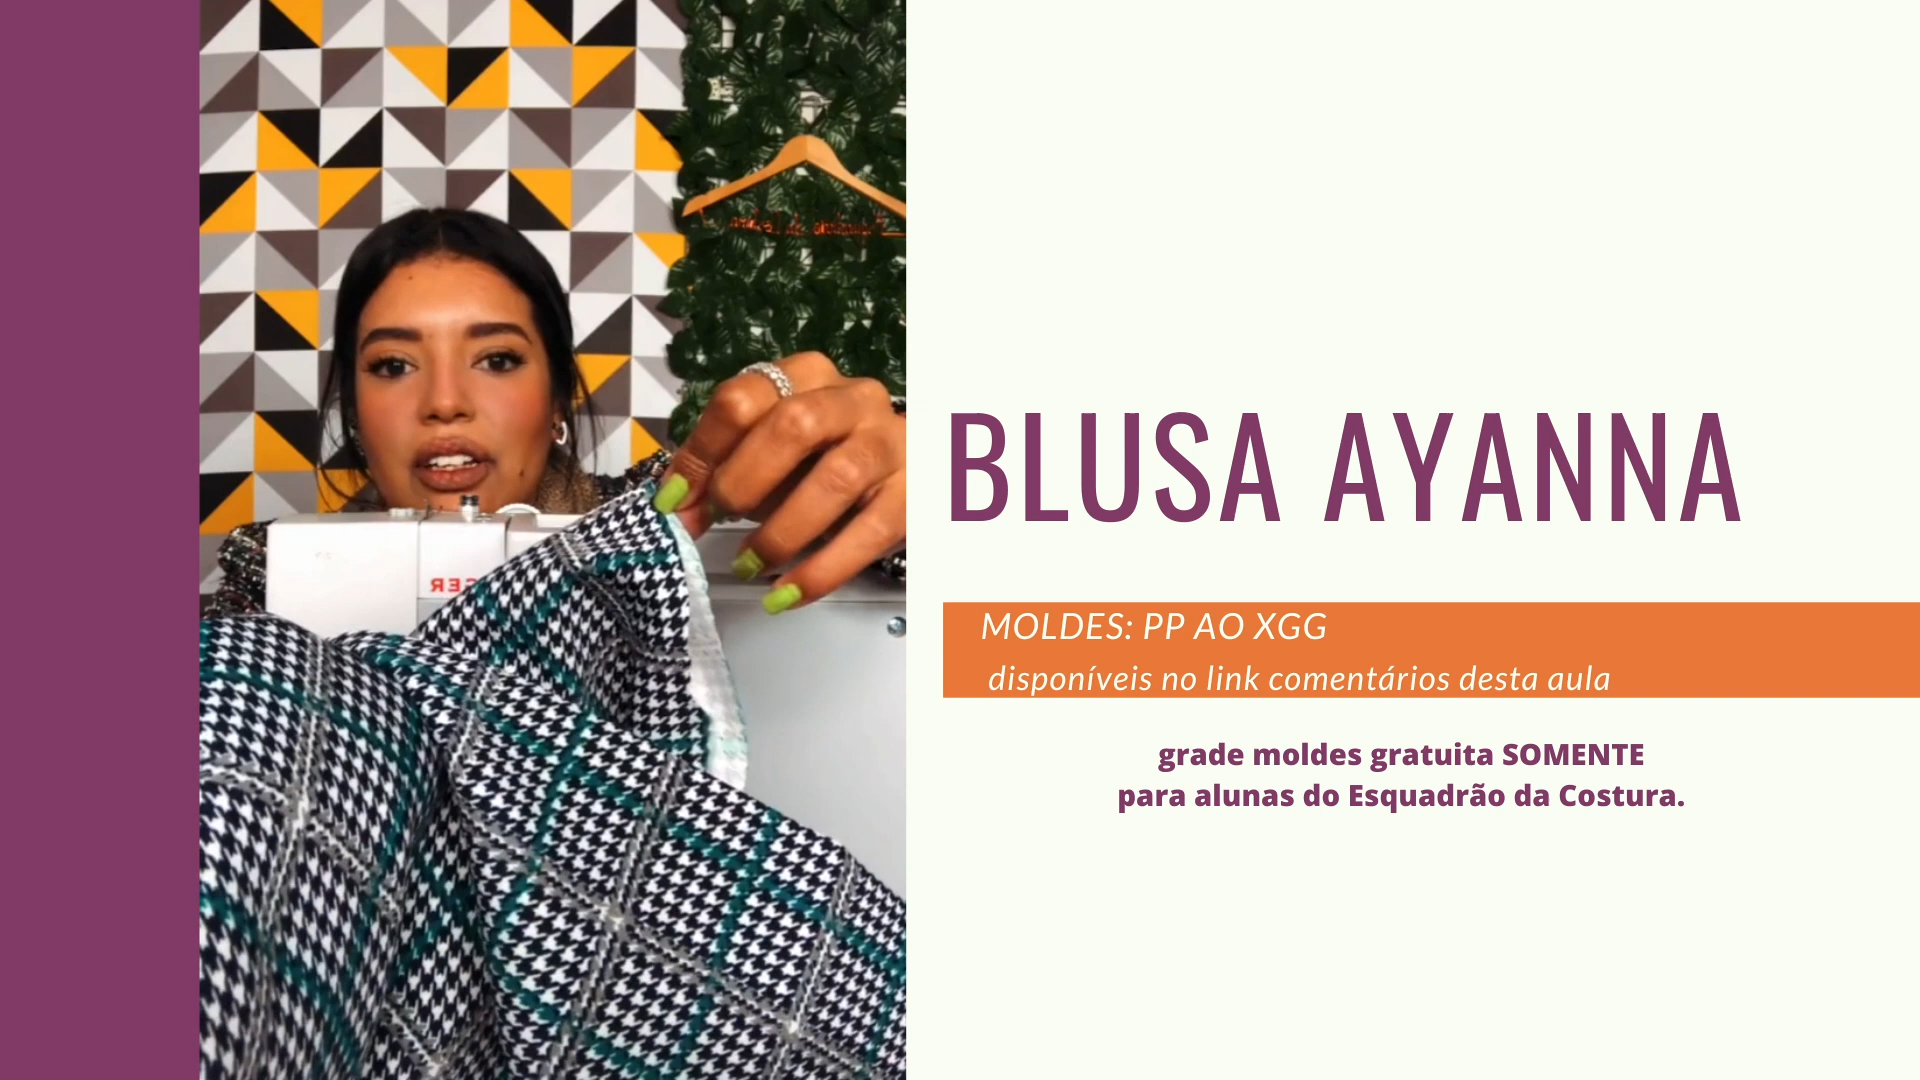 BLUSA AYANNA
MOLDES: PP AO XGG
disponíveis no link comentários desta aula
grade moldes gratuita SOMENTE
para alunas do Esquadrão da Costura.